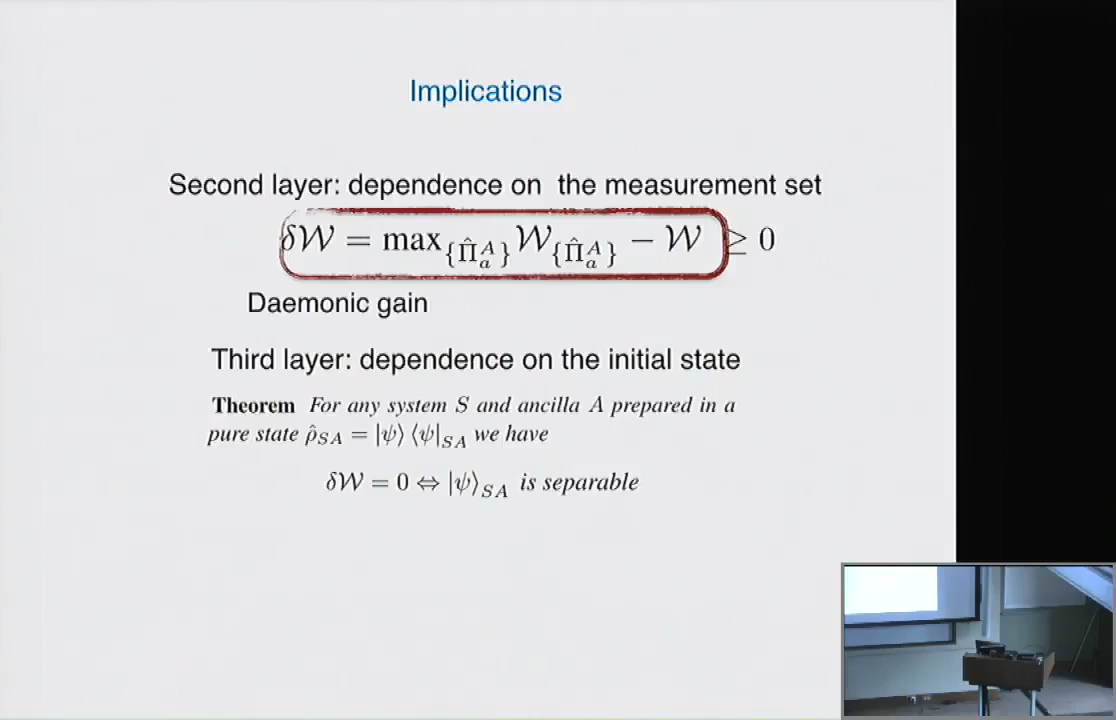 Implications
Second layer: dependence on the measurement set
δ𝒲 = max_{Π̂_a^A} 𝒲_{Π̂_a^A} − 𝒲 ≥ 0
Daemonic gain
Third layer: dependence on the initial state
Theorem For any system S and ancilla A prepared in a
pure state ρ̂_SA = |ψ⟩ ⟨ψ|_SA we have
δ𝒲 = 0 ⇔ |ψ⟩_SA is separable